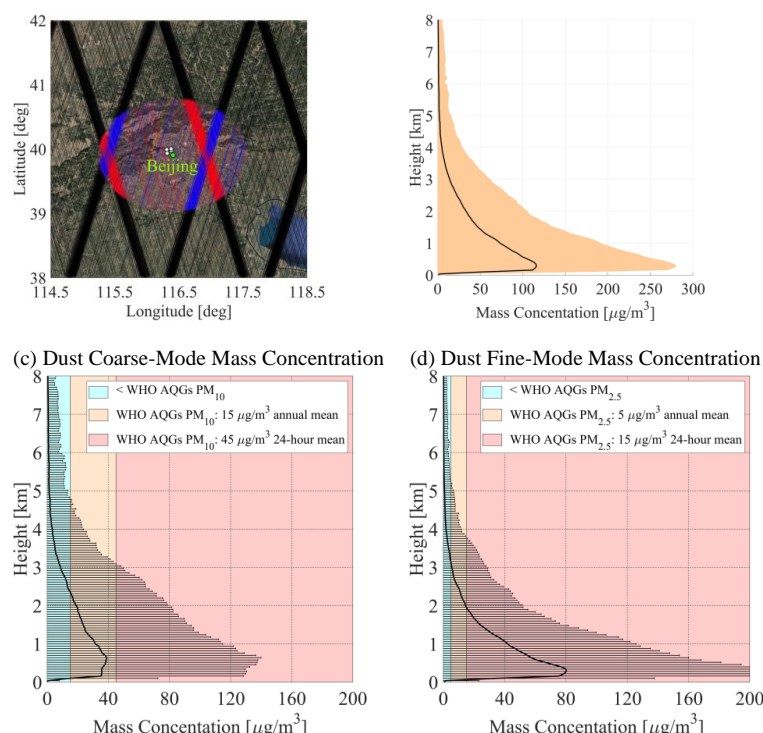 42
41
40
39
38
Latitude [deg]
Beijing
114.5 115.5 116.5 117.5 118.5
Longitude [deg]
8
7
6
5
4
3
2
1
0
Height [km]
0 50 100 150 200 250 300
Mass Concentation [μg/m³]
(c) Dust Coarse-Mode Mass Concentration
8
7
6
5
4
3
2
1
0
Height [km]
< WHO AQGs PM₁₀
WHO AQGs PM₁₀: 15 μg/m³ annual mean
WHO AQGs PM₁₀: 45 μg/m³ 24-hour mean
0 40 80 120 160 200
Mass Concentation [μg/m³]
(d) Dust Fine-Mode Mass Concentration
8
7
6
5
4
3
2
1
0
Height [km]
< WHO AQGs PM₂.₅
WHO AQGs PM₂.₅: 5 μg/m³ annual mean
WHO AQGs PM₂.₅: 15 μg/m³ 24-hour mean
0 40 80 120 160 200
Mass Concentation [μg/m³]